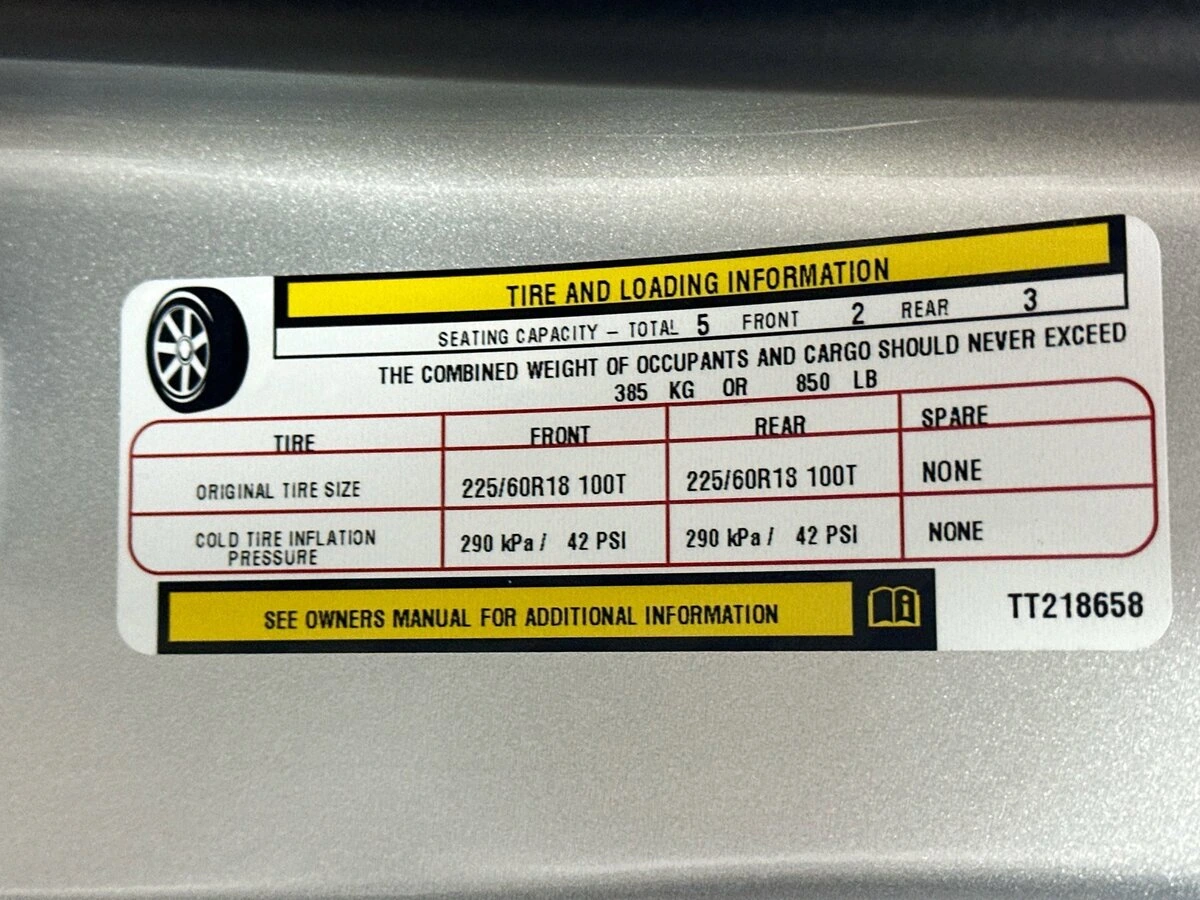 TIRE AND LOADING INFORMATION
SEATING CAPACITY – TOTAL 5 FRONT 2 REAR 3
THE COMBINED WEIGHT OF OCCUPANTS AND CARGO SHOULD NEVER EXCEED
385 KG OR 850 LB
TIRE FRONT REAR SPARE
ORIGINAL TIRE SIZE 225/60R18 100T 225/60R18 100T NONE
COLD TIRE INFLATION PRESSURE 290 kPa / 42 PSI 290 kPa / 42 PSI NONE
SEE OWNERS MANUAL FOR ADDITIONAL INFORMATION
TT218658